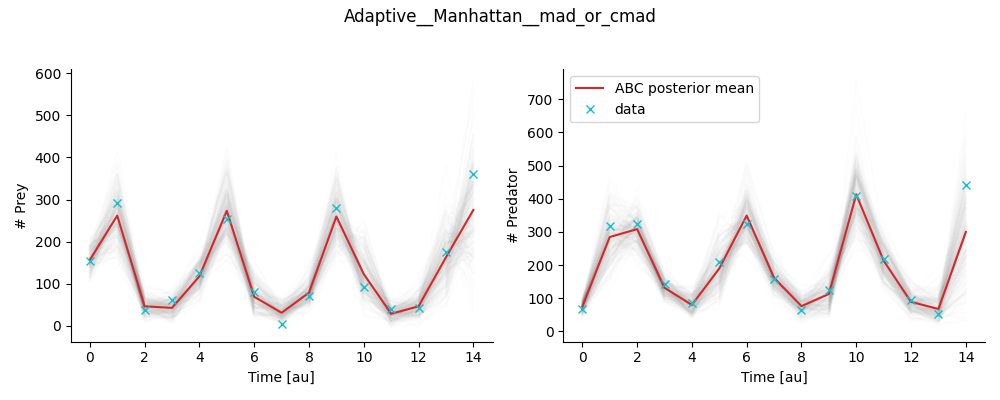 Adaptive__Manhattan__mad_or_cmad
600
500
400
300
200
100
0
# Prey
0 2 4 6 8 10 12 14
Time [au]
700
600
500
400
300
200
100
0
# Predator
ABC posterior mean
data
0 2 4 6 8 10 12 14
Time [au]